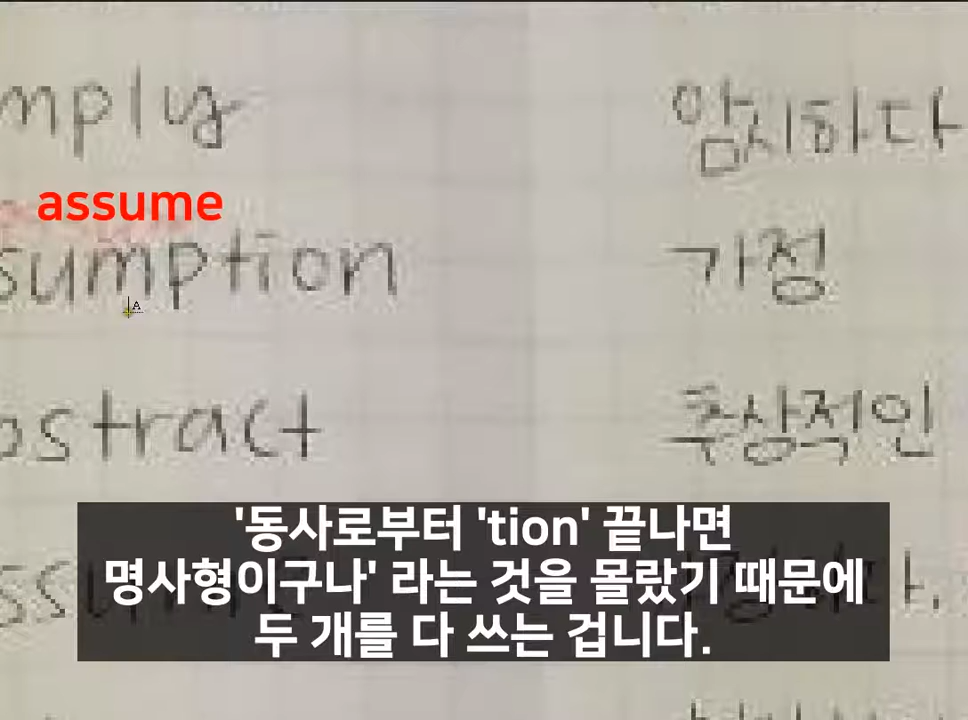 mply 암시하다
assume
sumption 가정
ostract 추상적인
'동사로부터 'tion' 끝나면
명사형이구나' 라는 것을 몰랐기 때문에
두 개를 다 쓰는 겁니다.